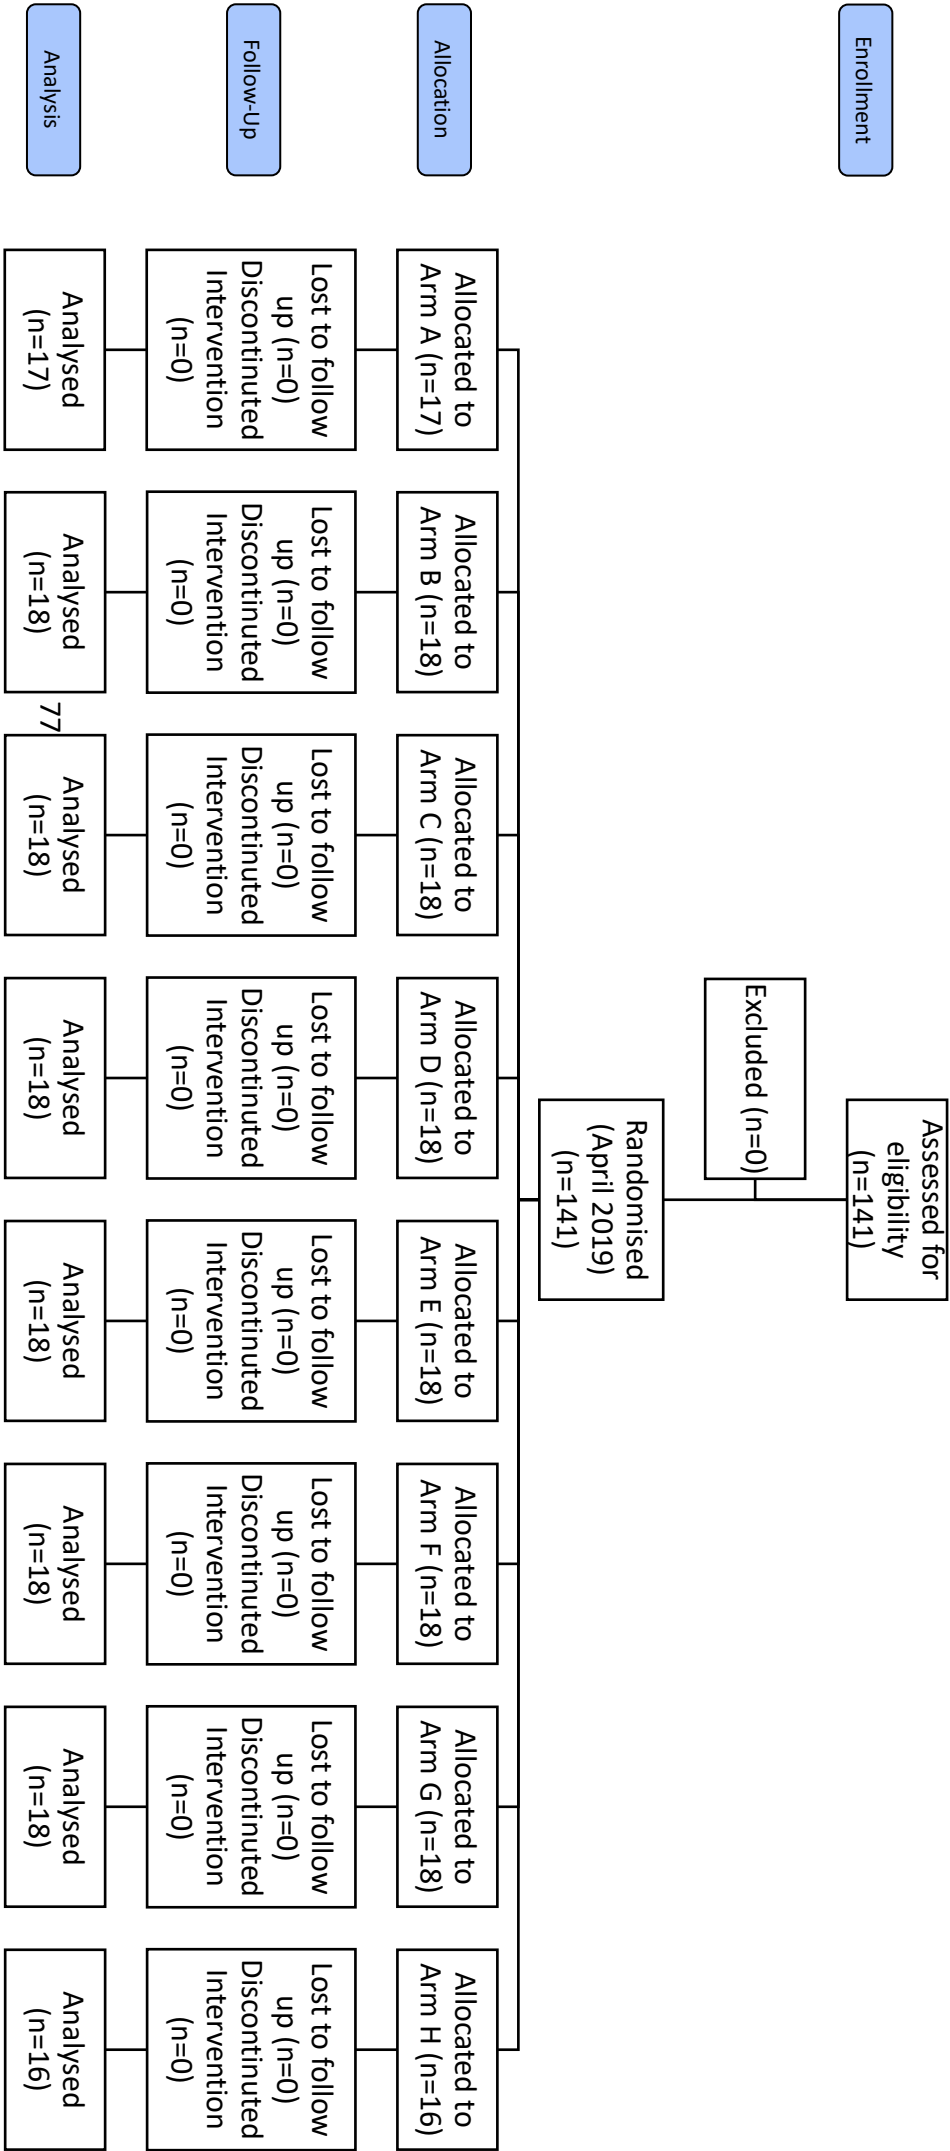 Enrollment
Assessed for
eligibility
(n=141)
Excluded (n=0)
Randomised
(April 2019)
(n=141)
Allocation
Allocated to
Arm A (n=17)
Allocated to
Arm B (n=18)
Allocated to
Arm C (n=18)
Allocated to
Arm D (n=18)
Allocated to
Arm E (n=18)
Allocated to
Arm F (n=18)
Allocated to
Arm G (n=18)
Allocated to
Arm H (n=16)
Follow-Up
Lost to follow
up (n=0)
Discontinuted
Intervention
(n=0)
Lost to follow
up (n=0)
Discontinuted
Intervention
(n=0)
Lost to follow
up (n=0)
Discontinuted
Intervention
(n=0)
Lost to follow
up (n=0)
Discontinuted
Intervention
(n=0)
Lost to follow
up (n=0)
Discontinuted
Intervention
(n=0)
Lost to follow
up (n=0)
Discontinuted
Intervention
(n=0)
Lost to follow
up (n=0)
Discontinuted
Intervention
(n=0)
Lost to follow
up (n=0)
Discontinuted
Intervention
(n=0)
Analysis
Analysed
(n=17)
Analysed
(n=18)
77
Analysed
(n=18)
Analysed
(n=18)
Analysed
(n=18)
Analysed
(n=18)
Analysed
(n=18)
Analysed
(n=16)